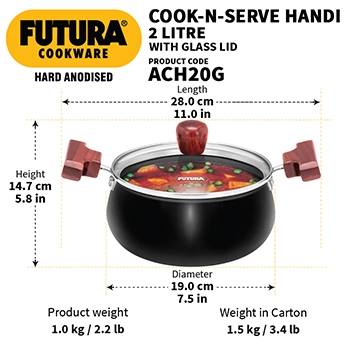 FUTURA®
COOKWARE
HARD ANODISED
COOK-N-SERVE HANDI
2 LITRE
WITH GLASS LID
PRODUCT CODE
ACH20G
Length
28.0 cm
11.0 in
Height
14.7 cm
5.8 in
FUTURA
Diameter
19.0 cm
7.5 in
Product weight
1.0 kg / 2.2 lb
Weight in Carton
1.5 kg / 3.4 lb